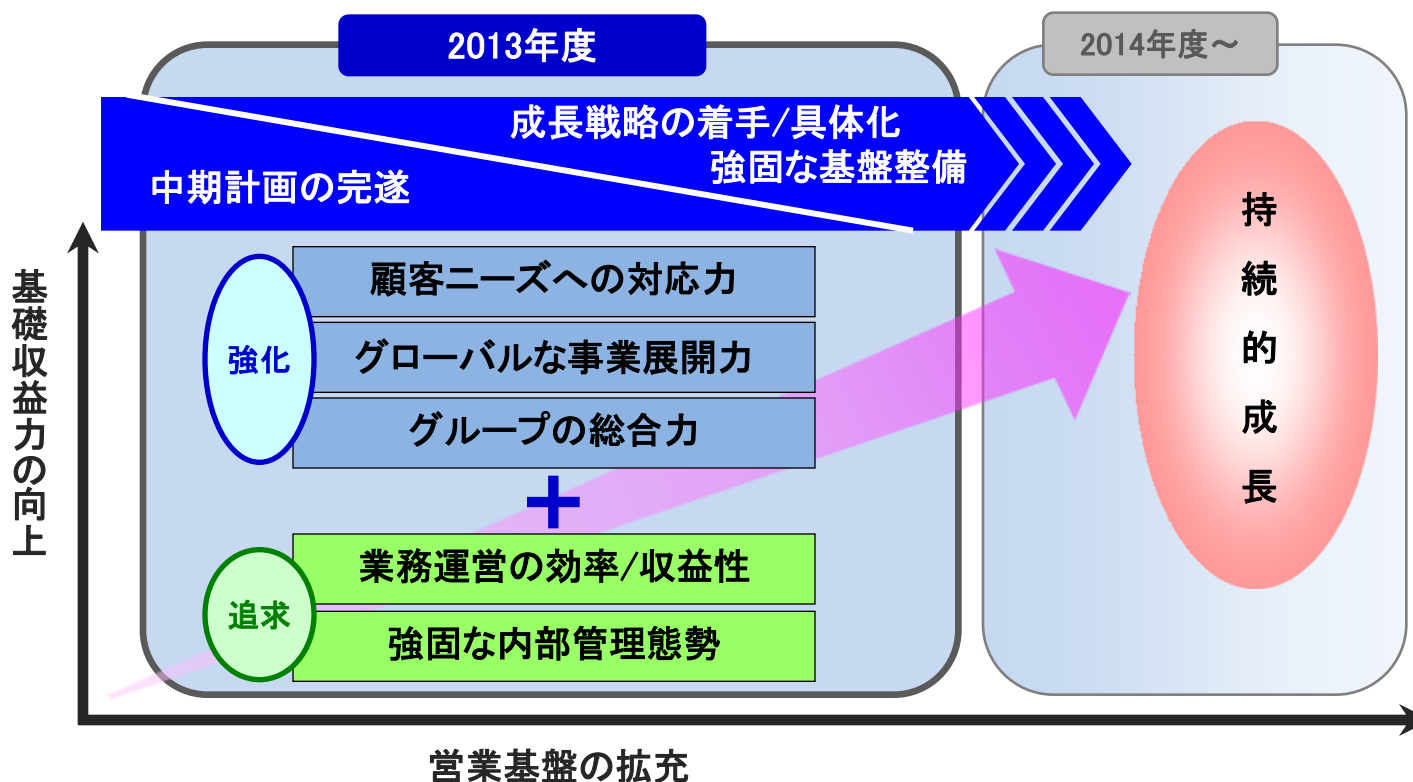 2013年度
2014年度～
成長戦略の着手/具体化
強固な基盤整備
中期計画の完遂
基礎収益力の向上
強化
顧客ニーズへの対応力
グローバルな事業展開力
グループの総合力
+
追求
業務運営の効率/収益性
強固な内部管理態勢
持続的成長
営業基盤の拡充